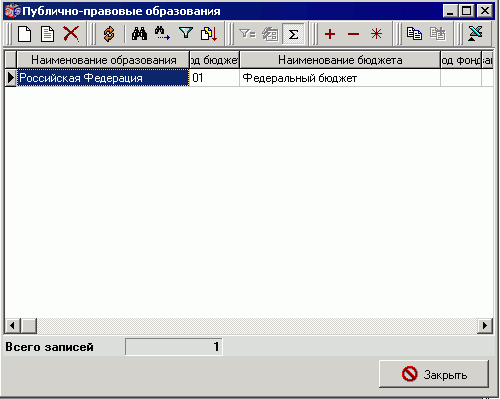 Публично-правовые образования
Наименование образования од бюджет Наименование бюджета од фонд
Российская Федерация 01 Федеральный бюджет
Всего записей 1
Закрыть